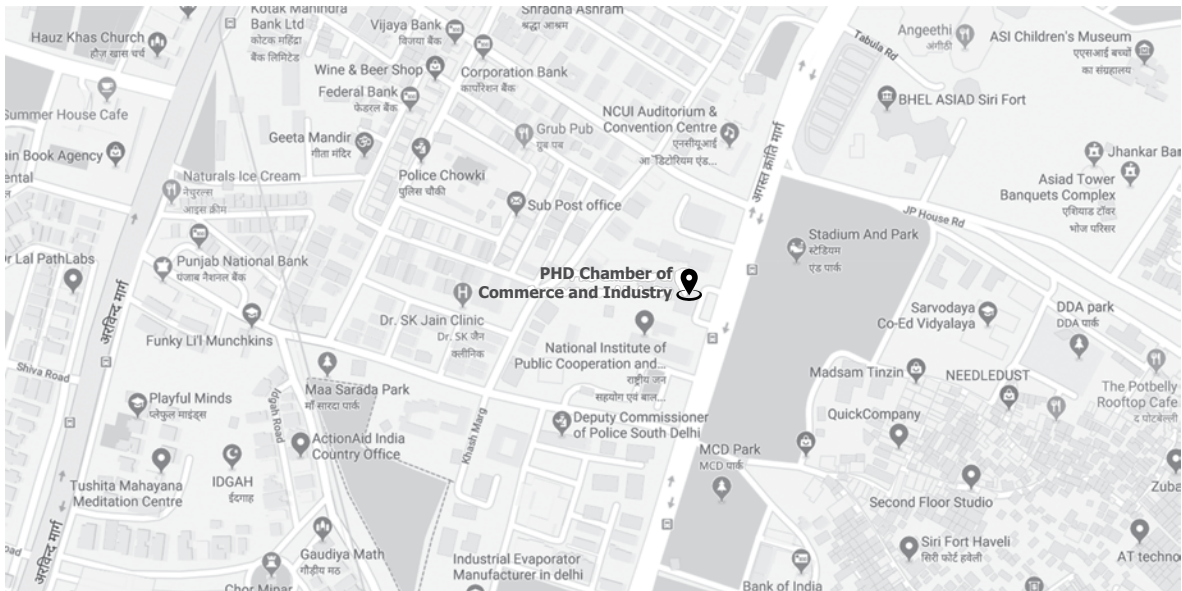 Kotak Mahindra
Bank Ltd
कोटक महिंद्रा
बैंक लिमिटेड
Hauz Khas Church
हौज़ खास चर्च
Vijaya Bank
विजया बैंक
Shradha Ashram
श्रद्धा आश्रम
Wine & Beer Shop
Corporation Bank
कार्पोरेशन बैंक
Federal Bank
फेडरल बैंक
Tabula Rd
Angeethi
अंगीठी
ASI Children's Museum
एएसआई बच्चों
का संग्रहालय
BHEL ASIAD Siri Fort
Summer House Cafe
Geeta Mandir
गीता मंदिर
Grub Pub
ग्रूब पब
NCUI Auditorium &
Convention Centre
एनसीयूआई
आ डिटोरियम एंड...
अगस्त क्रांति मार्ग
Book Agency
Naturals Ice Cream
नेचुरल्स
आइस क्रीम
Police Chowki
पुलिस चौकी
Sub Post office
Jhankar
Asiad Tower
Banquets Complex
एशियाड टॉवर
भोज परिसर
JP House Rd
Stadium And Park
स्टेडियम
एंड पार्क
Lal PathLabs
Punjab National Bank
पंजाब नैशनल बैंक
PHD Chamber of
Commerce and Industry
अरविन्द मार्ग
Funky Li'l Munchkins
Dr. SK Jain Clinic
Dr. SK जैन
क्लीनिक
National Institute of
Public Cooperation and...
राष्ट्रीय जन
सहयोग एवं बाल...
Sarvodaya
Co-Ed Vidyalaya
DDA park
DDA पार्क
Shiva Road
Maa Sarada Park
माँ सारदा पार्क
Madsam Tinzin
NEEDLEDUST
The Potbelly
Rooftop Cafe
द पोटबेल्ली
Playful Minds
प्लेफुल माइंड्स
Idgah Road
Khash Marg
Deputy Commissioner
of Police South Delhi
QuickCompany
ActionAid India
Country Office
MCD Park
MCD पार्क
Tushita Mahayana
Meditation Centre
IDGAH
ईदगाह
Second Floor Studio
Gaudiya Math
गौड़ीय मठ
Siri Fort Haveli
सिरी फोर्ट हवेली
अरविन्द मार्ग
Chor Minar
Industrial Evaporator
Manufacturer in delhi
Bank of India